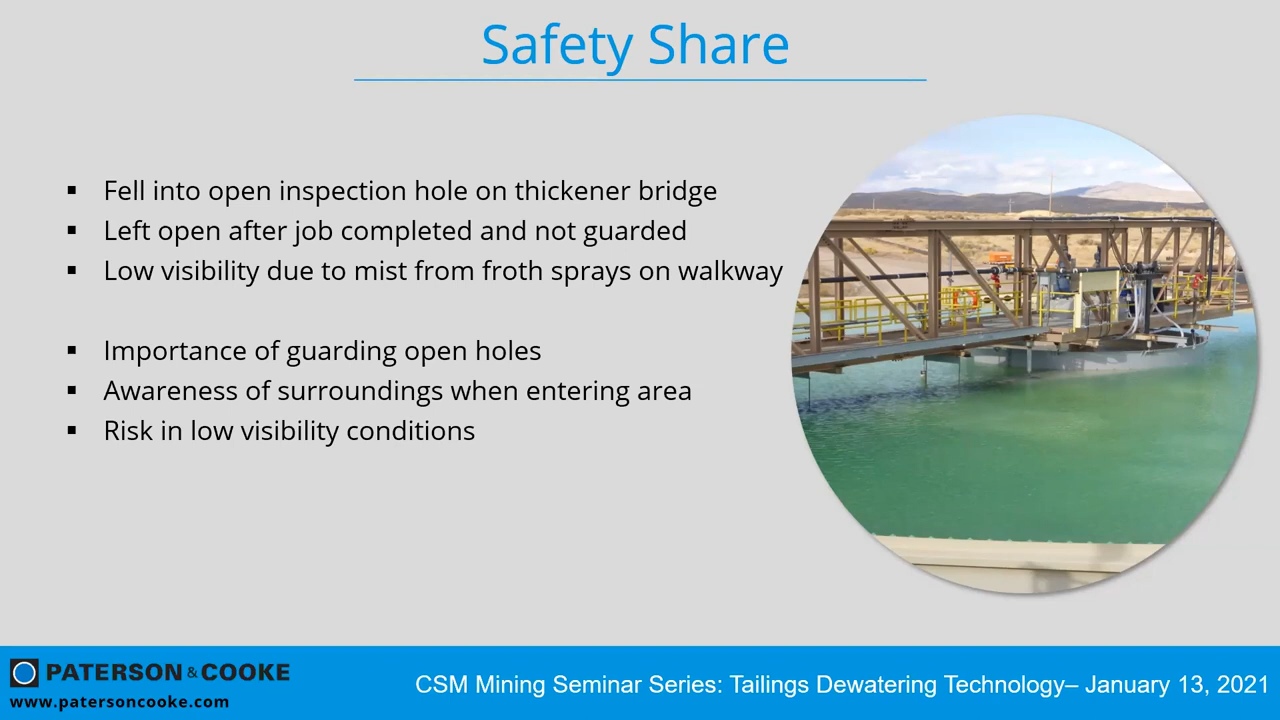 Safety Share
▪ Fell into open inspection hole on thickener bridge
▪ Left open after job completed and not guarded
▪ Low visibility due to mist from froth sprays on walkway
▪ Importance of guarding open holes
▪ Awareness of surroundings when entering area
▪ Risk in low visibility conditions
PATERSON & COOKE
www.patersoncooke.com
CSM Mining Seminar Series: Tailings Dewatering Technology– January 13, 2021